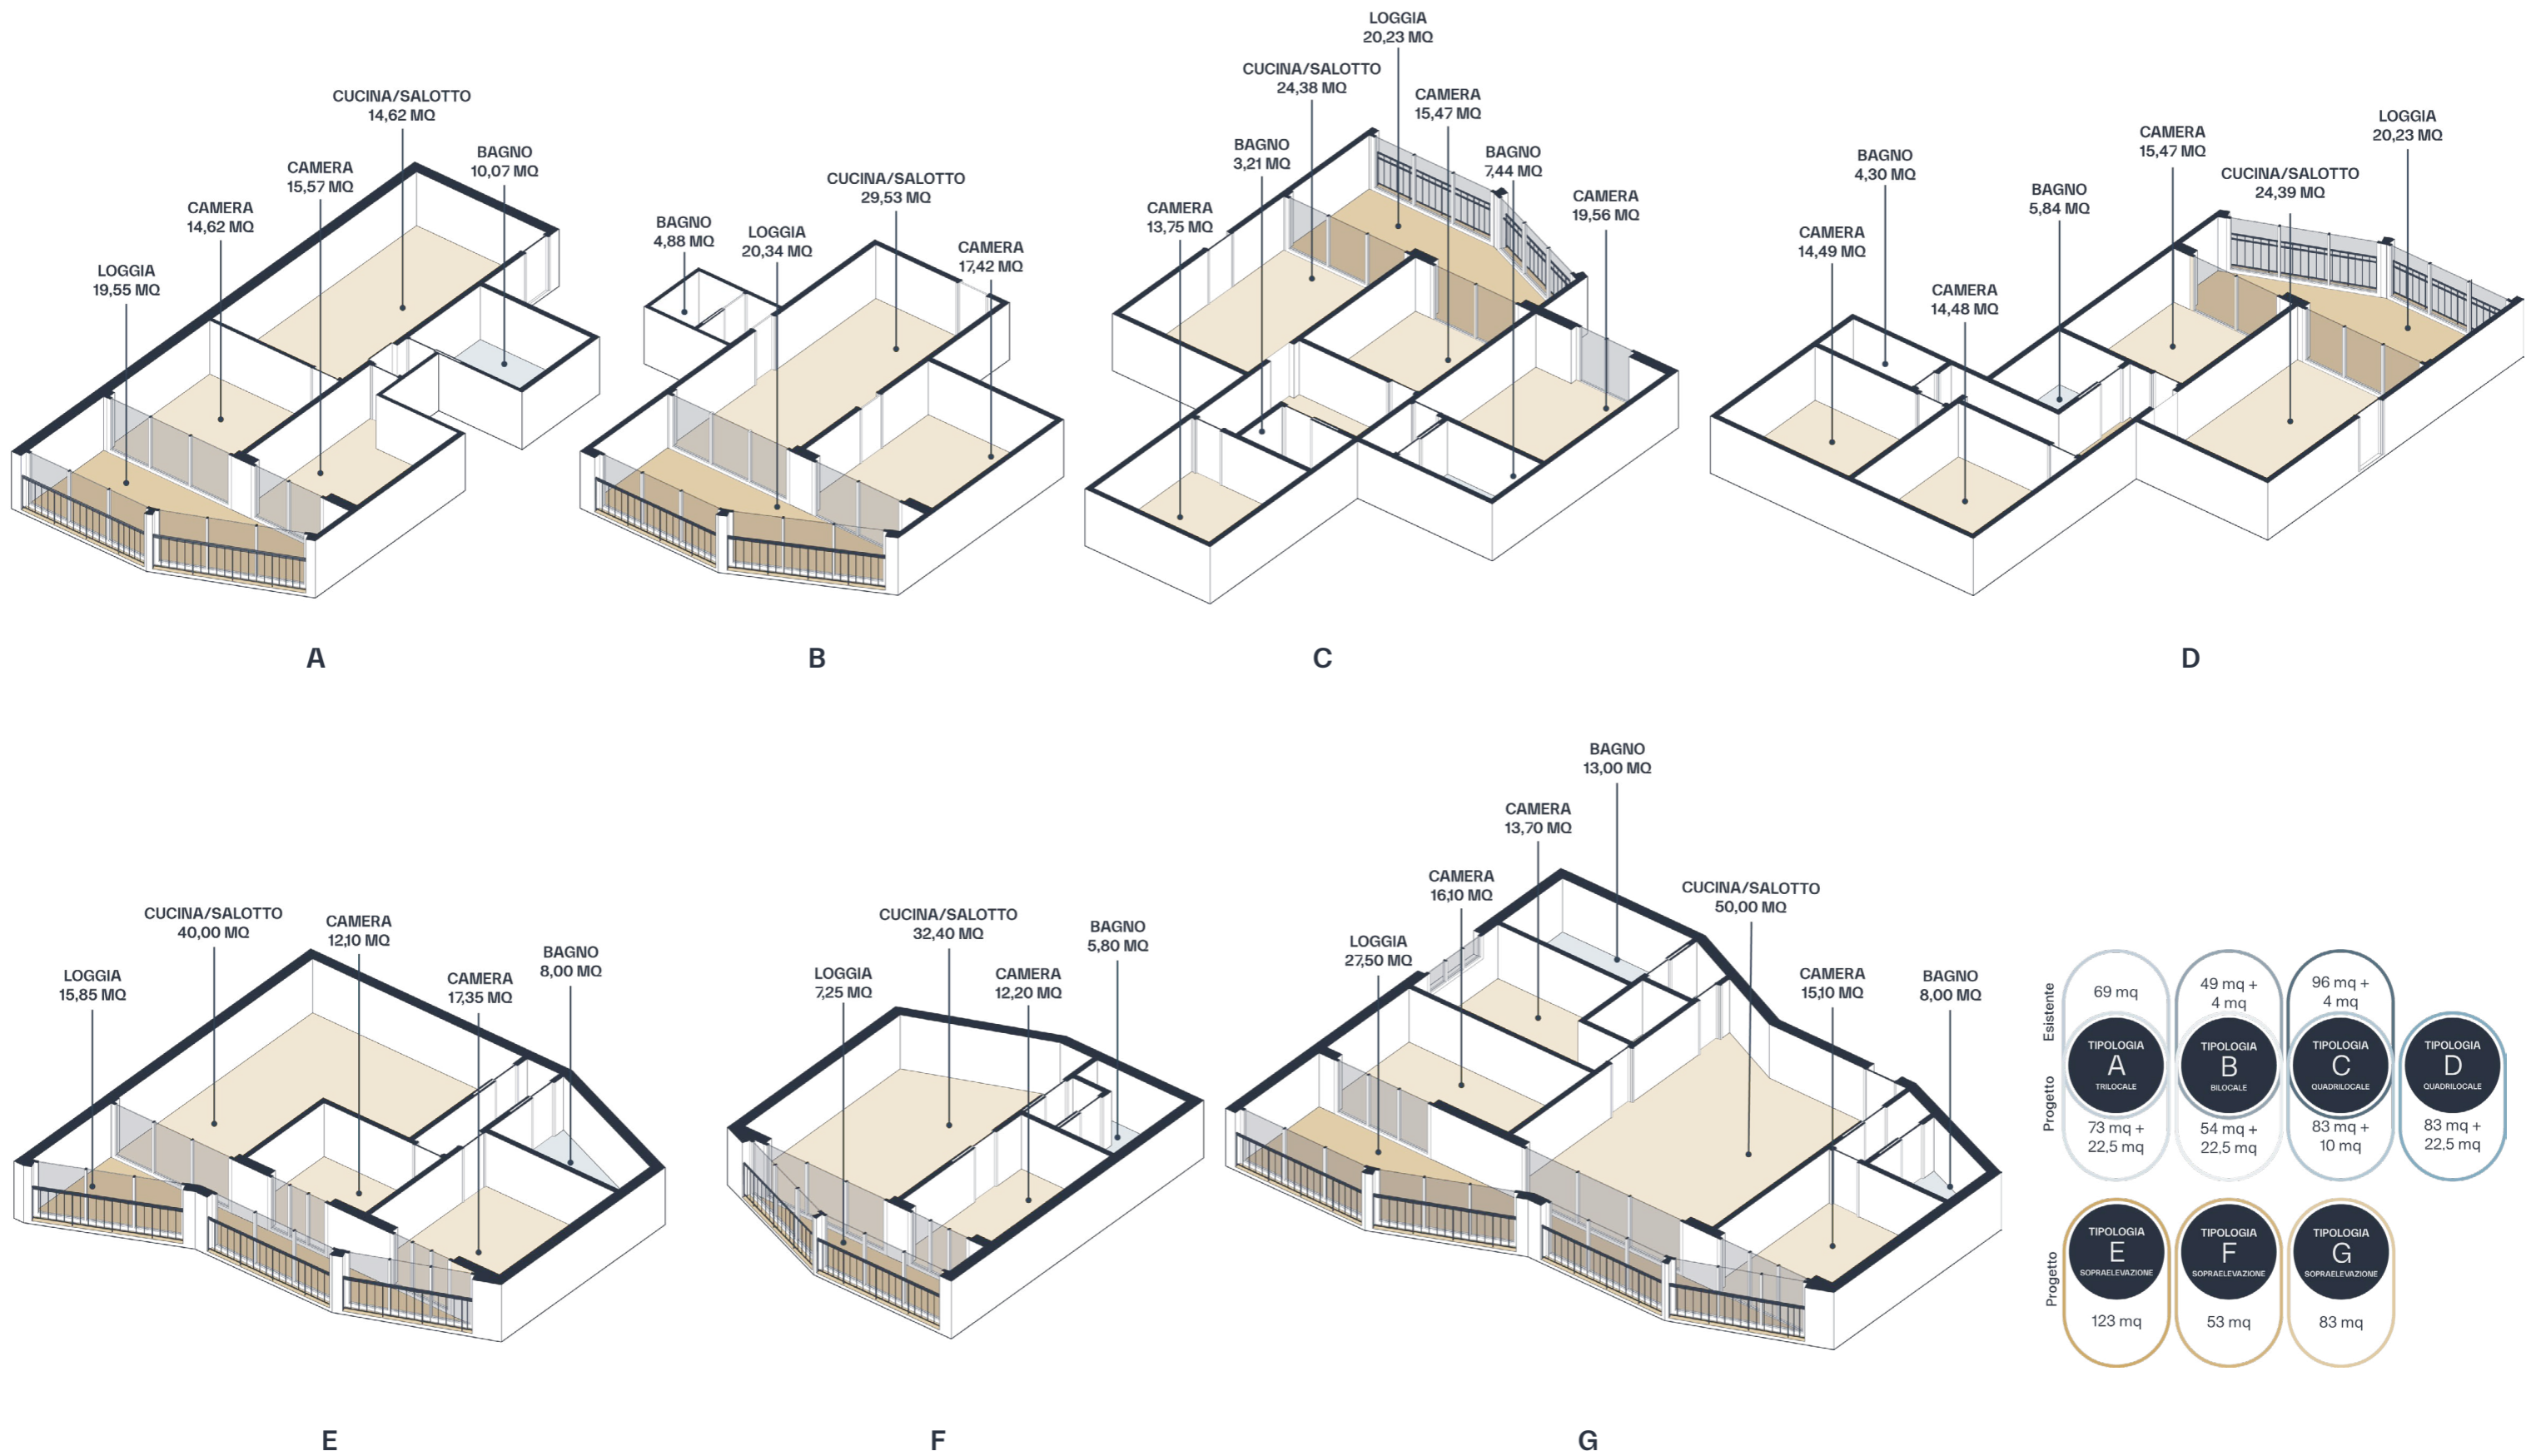 CUCINA/SALOTTO
14,62 MQ
BAGNO
10,07 MQ
CAMERA
15,57 MQ
CAMERA
14,62 MQ
LOGGIA
19,55 MQ
A
CUCINA/SALOTTO
29,53 MQ
BAGNO
4,88 MQ
LOGGIA
20,34 MQ
CAMERA
17,42 MQ
B
LOGGIA
20,23 MQ
CUCINA/SALOTTO
24,38 MQ
CAMERA
15,47 MQ
BAGNO
3,21 MQ
BAGNO
7,44 MQ
CAMERA
13,75 MQ
CAMERA
19,56 MQ
C
LOGGIA
20,23 MQ
CAMERA
15,47 MQ
BAGNO
4,30 MQ
CUCINA/SALOTTO
24,39 MQ
BAGNO
5,84 MQ
CAMERA
14,49 MQ
CAMERA
14,48 MQ
D
CUCINA/SALOTTO
40,00 MQ
CAMERA
12,10 MQ
BAGNO
8,00 MQ
LOGGIA
15,85 MQ
CAMERA
17,35 MQ
E
CUCINA/SALOTTO
32,40 MQ
BAGNO
5,80 MQ
LOGGIA
7,25 MQ
CAMERA
12,20 MQ
F
BAGNO
13,00 MQ
CAMERA
13,70 MQ
CAMERA
16,10 MQ
CUCINA/SALOTTO
50,00 MQ
LOGGIA
27,50 MQ
CAMERA
15,10 MQ
BAGNO
8,00 MQ
G
Esistente
69 mq
49 mq +
4 mq
96 mq +
4 mq
TIPOLOGIA
A
TRILOCALE
TIPOLOGIA
B
BILOCALE
TIPOLOGIA
C
QUADRILOCALE
TIPOLOGIA
D
QUADRILOCALE
Progetto
73 mq +
22,5 mq
54 mq +
22,5 mq
83 mq +
10 mq
83 mq +
22,5 mq
Progetto
TIPOLOGIA
E
SOPRAELEVAZIONE
TIPOLOGIA
F
SOPRAELEVAZIONE
TIPOLOGIA
G
SOPRAELEVAZIONE
123 mq
53 mq
83 mq